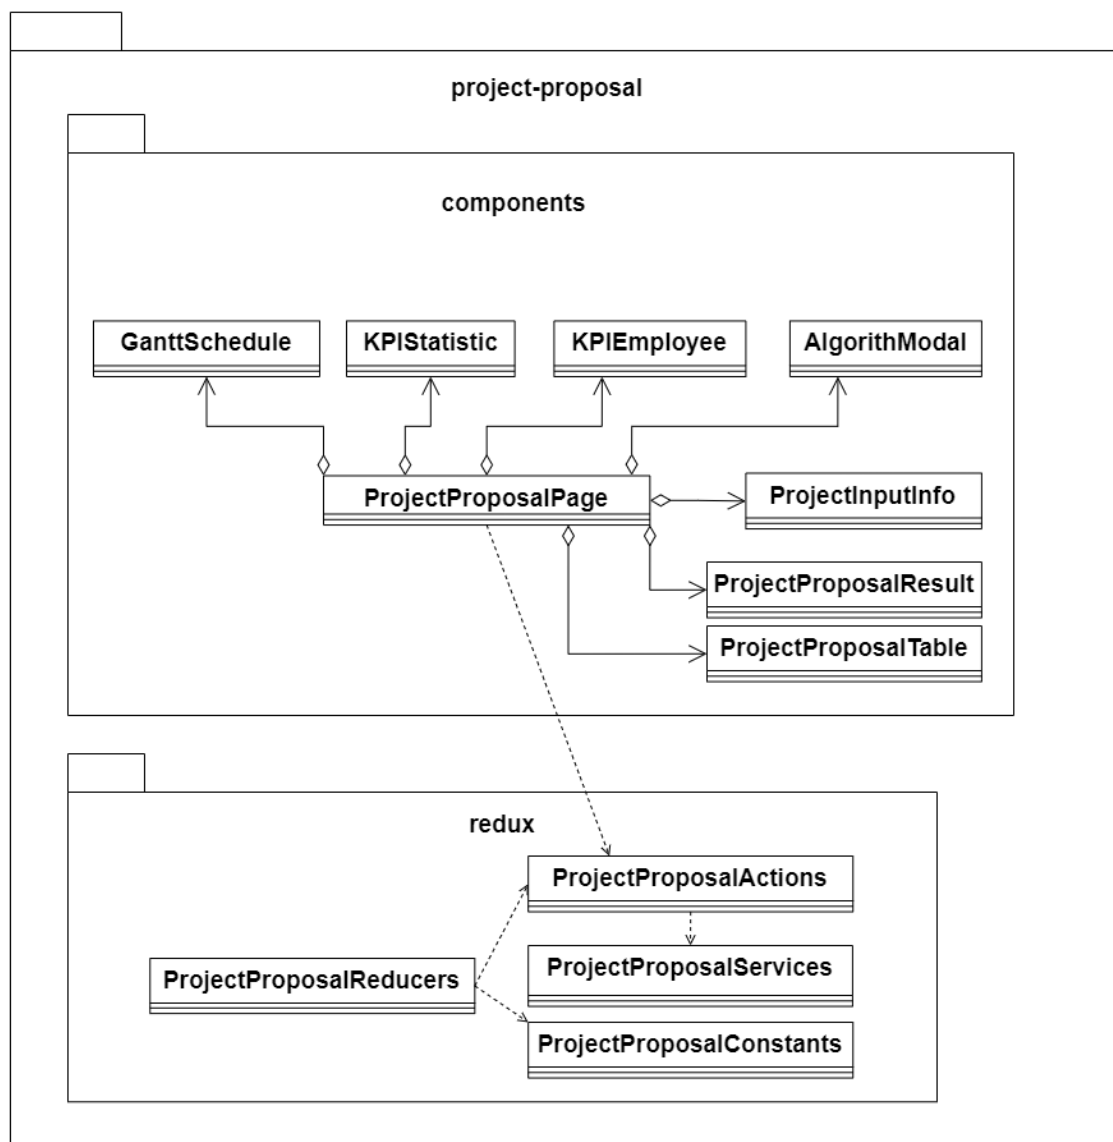 project-proposal
components
GanttSchedule
KPIStatistic
KPIEmployee
AlgorithModal
ProjectProposalPage
ProjectInputInfo
ProjectProposalResult
ProjectProposalTable
redux
ProjectProposalActions
ProjectProposalReducers
ProjectProposalServices
ProjectProposalConstants